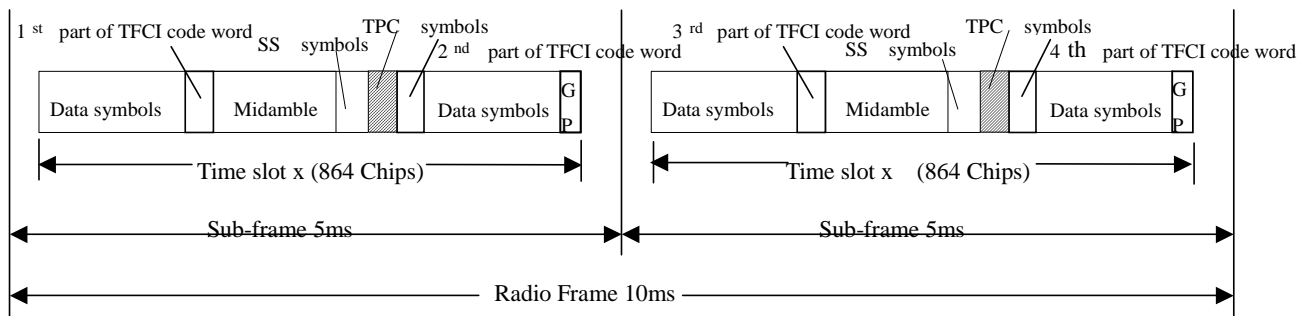 1 st part of TFCI code word
SS symbols
TPC symbols
2 nd part of TFCI code word
Data symbols
Midamble
Data symbols
G
P
Time slot x (864 Chips)
Sub-frame 5ms
3 rd part of TFCI code word
SS symbols
TPC symbols
4 th part of TFCI code word
Data symbols
Midamble
Data symbols
G
P
Time slot x (864 Chips)
Sub-frame 5ms
Radio Frame 10ms